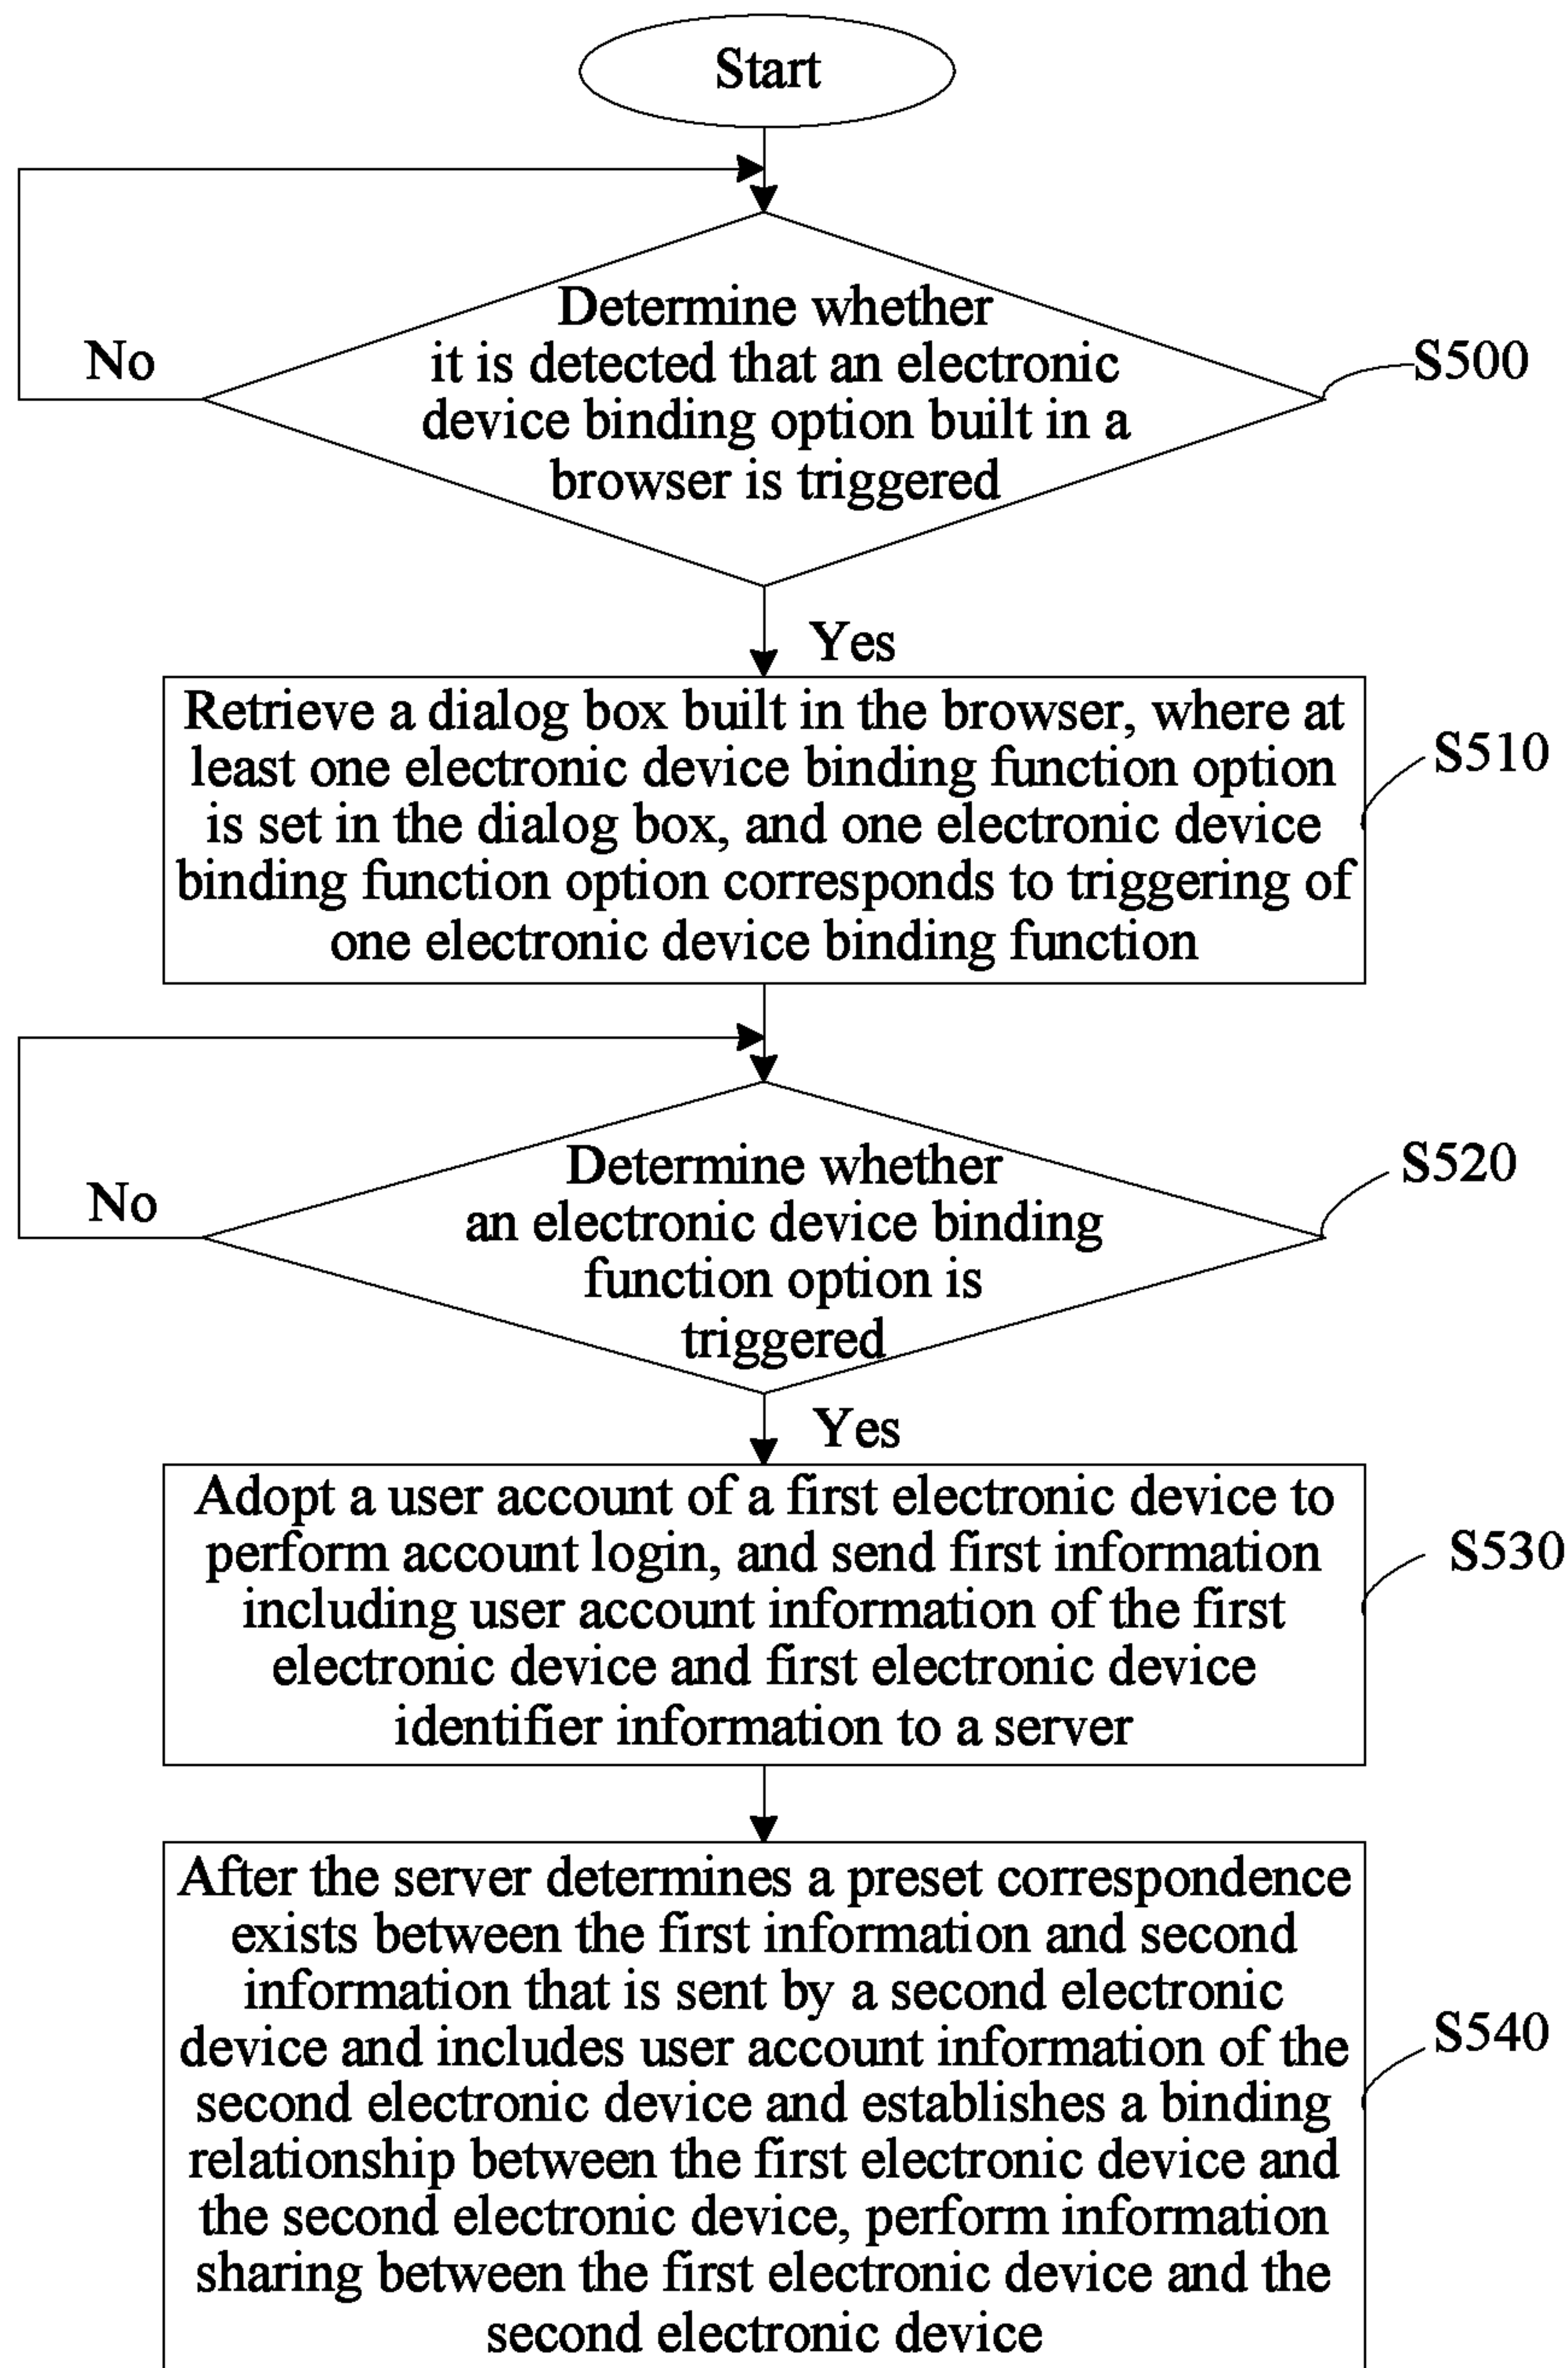 Start
Determine whether
it is detected that an electronic
device binding option built in a
browser is triggered
No
S500
Yes
Retrieve a dialog box built in the browser, where at
least one electronic device binding function option
is set in the dialog box, and one electronic device
binding function option corresponds to triggering of
one electronic device binding function
S510
Determine whether
an electronic device binding
function option is
triggered
No
S520
Yes
Adopt a user account of a first electronic device to
perform account login, and send first information
including user account information of the first
electronic device and first electronic device
identifier information to a server
S530
After the server determines a preset correspondence
exists between the first information and second
information that is sent by a second electronic
device and includes user account information of the
second electronic device and establishes a binding
relationship between the first electronic device and
the second electronic device, perform information
sharing between the first electronic device and the
second electronic device
S540